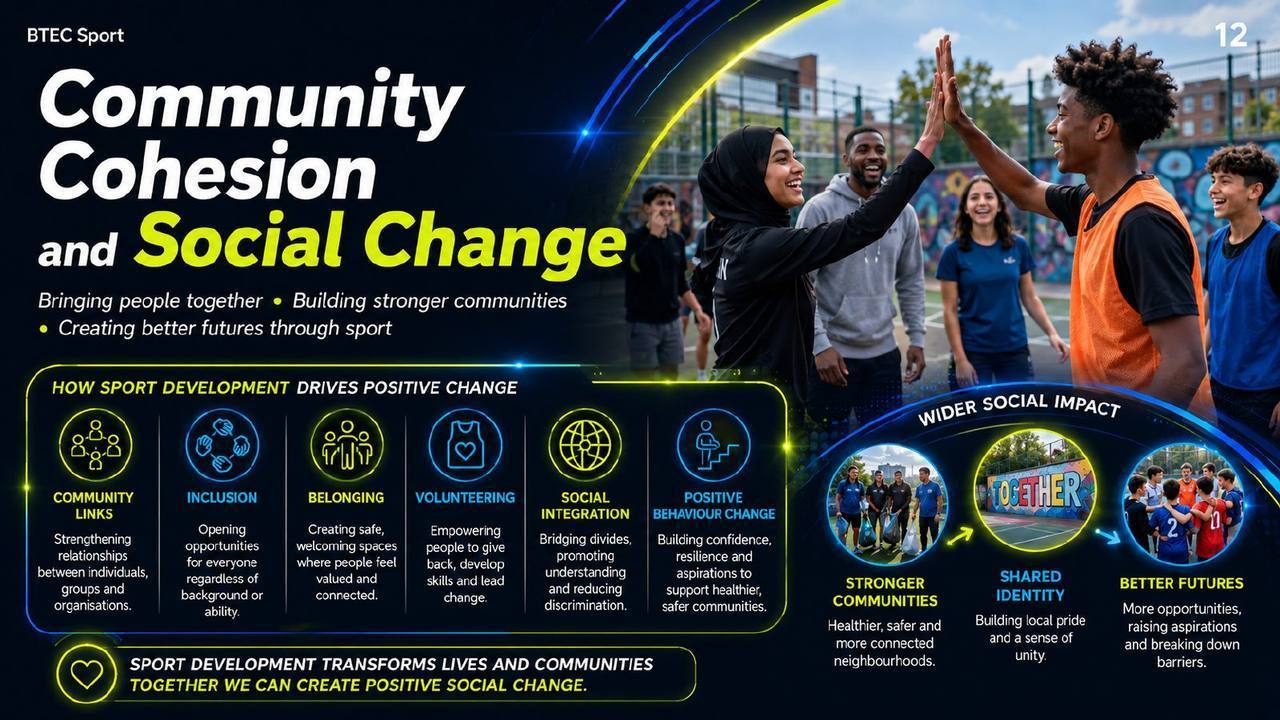 BTEC Sport
12
Community
Cohesion
and Social Change
Bringing people together • Building stronger communities
• Creating better futures through sport
HOW SPORT DEVELOPMENT DRIVES POSITIVE CHANGE
COMMUNITY
LINKS
Strengthening
relationships
between individuals,
groups and
organisations.
INCLUSION
Opening
opportunities
for everyone
regardless of
background or
ability.
BELONGING
Creating safe,
welcoming spaces
where people feel
valued and
connected.
VOLUNTEERING
Empowering
people to give
back, develop
skills and lead
change.
SOCIAL
INTEGRATION
Bridging divides,
promoting
understanding
and reducing
discrimination.
POSITIVE
BEHAVIOUR CHANGE
Building confidence,
resilience and
aspirations to
support healthier,
safer communities.
WIDER SOCIAL IMPACT
STRONGER
COMMUNITIES
Healthier, safer and
more connected
neighbourhoods.
TOGETHER
SHARED
IDENTITY
Building local pride
and a sense of
unity.
2
17
BETTER FUTURES
More opportunities,
raising aspirations
and breaking down
barriers.
SPORT DEVELOPMENT TRANSFORMS LIVES AND COMMUNITIES
TOGETHER WE CAN CREATE POSITIVE SOCIAL CHANGE.